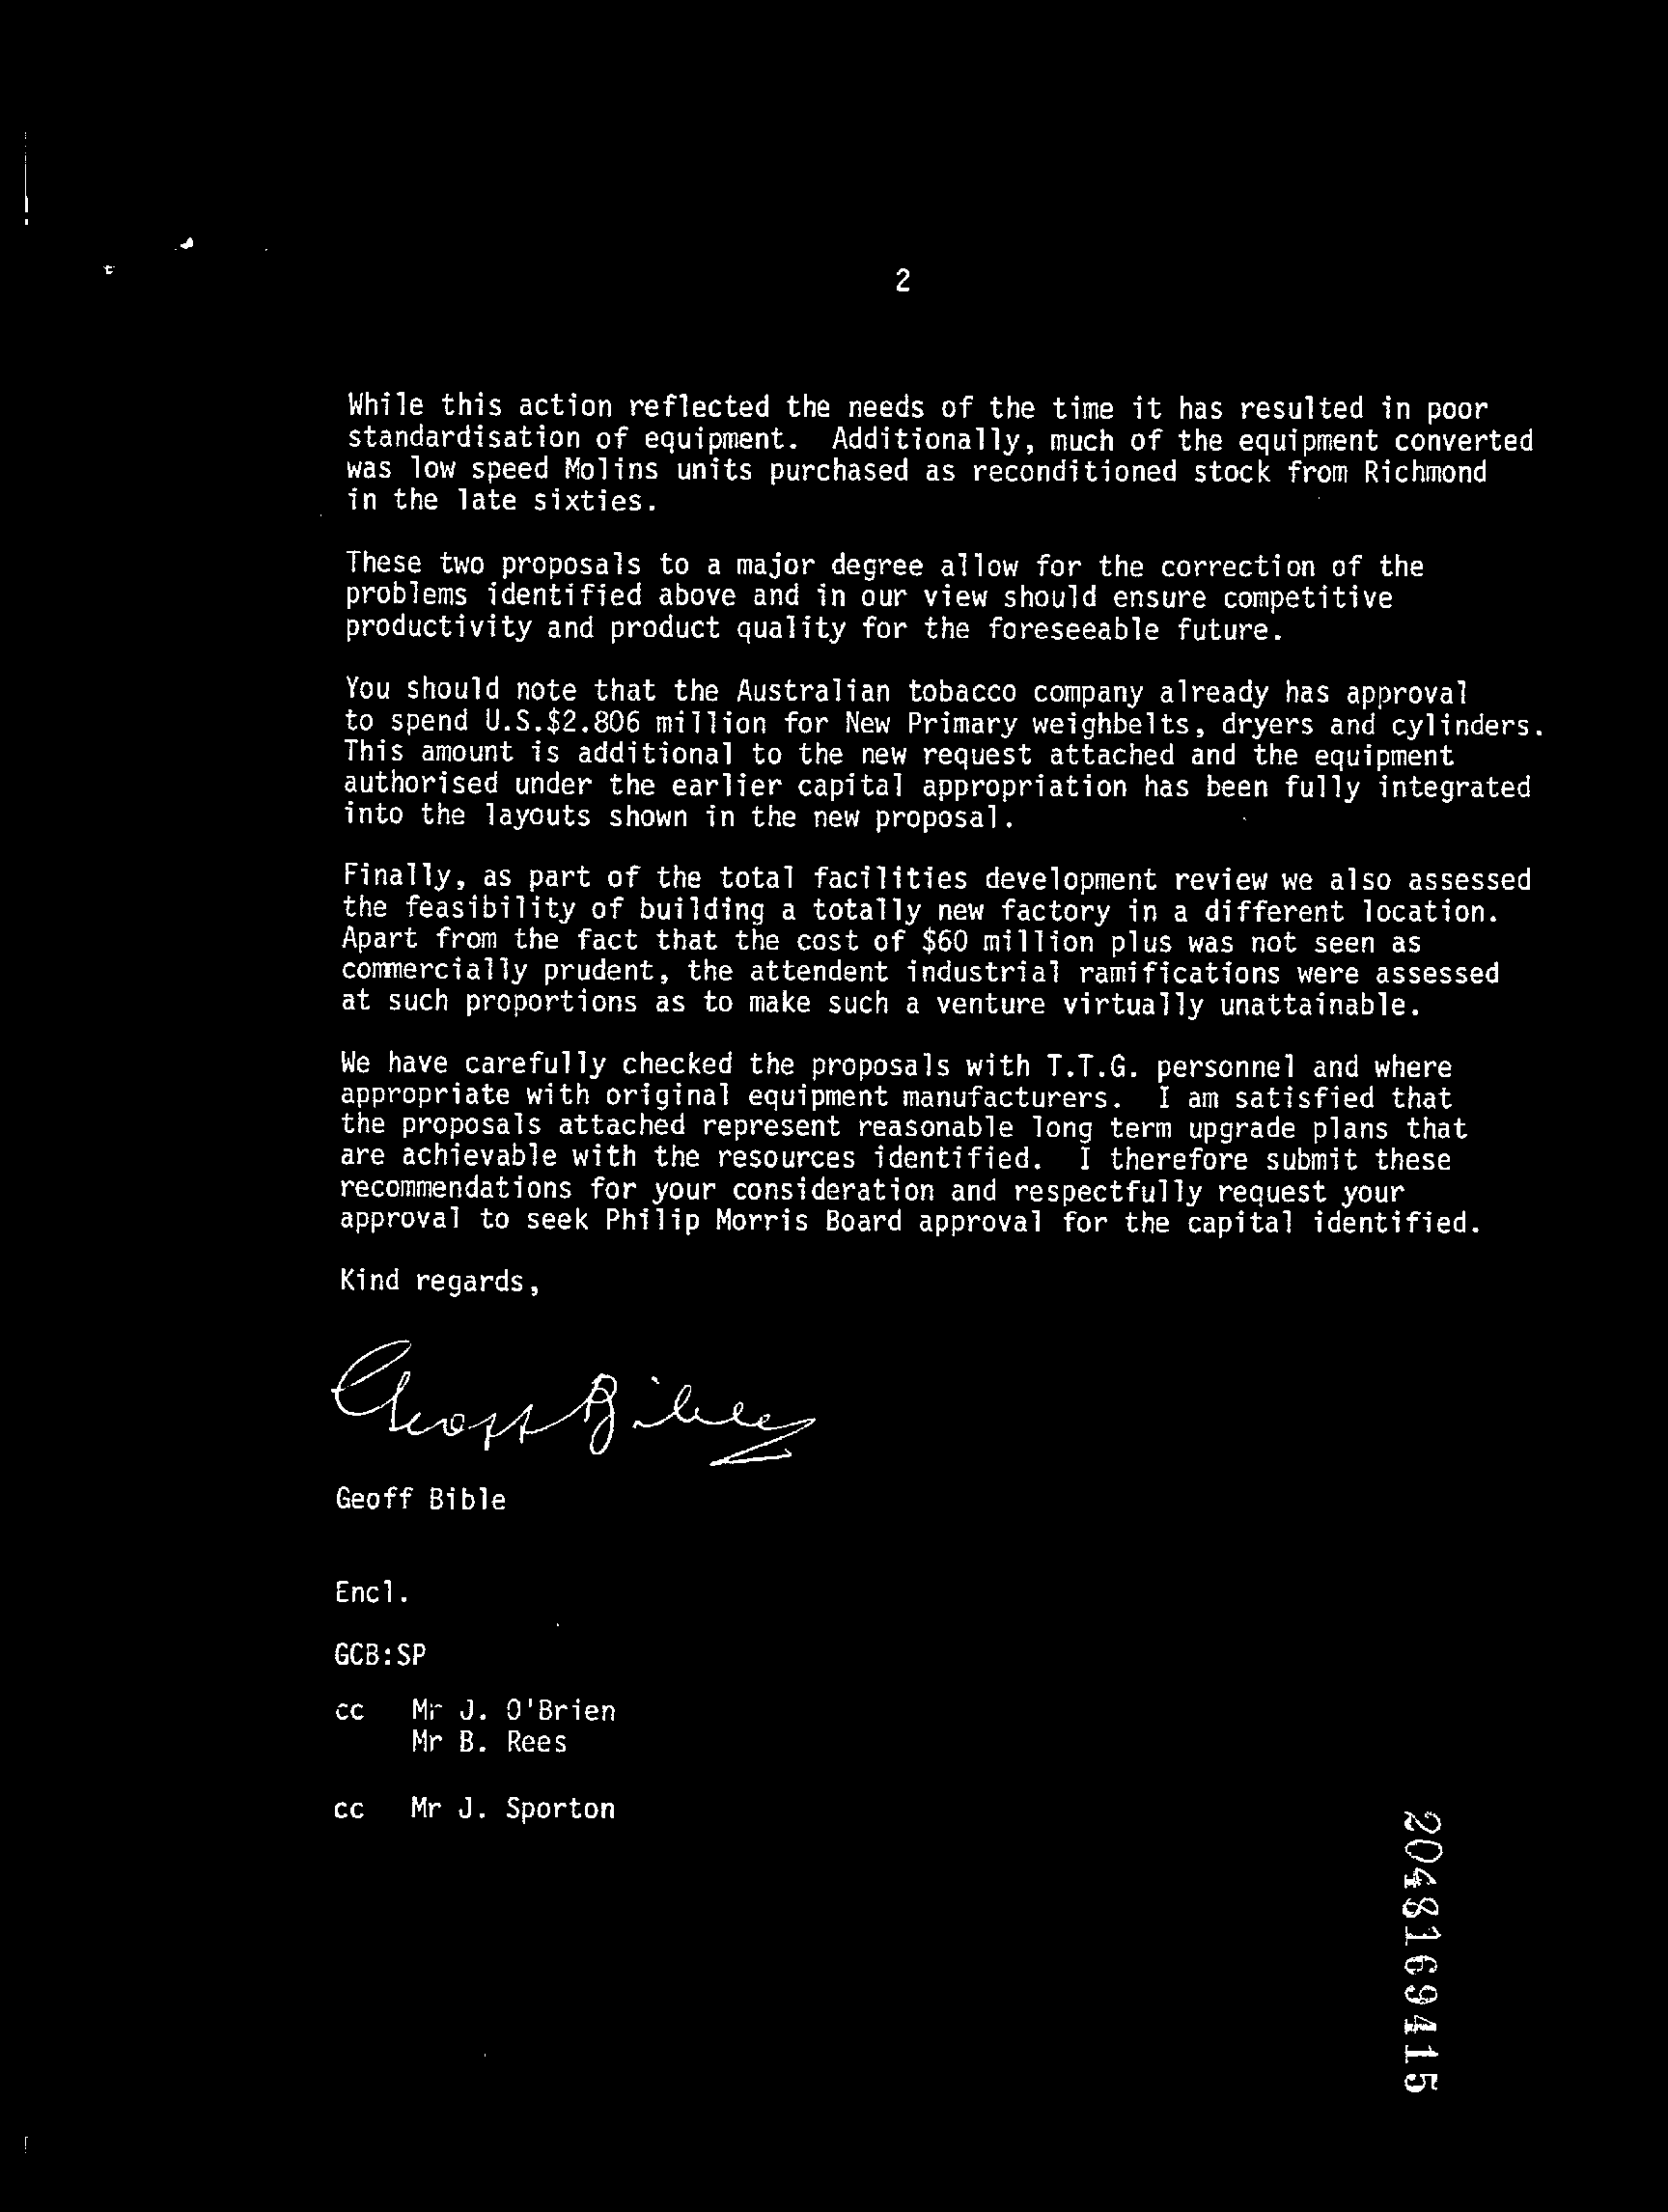 2
While this action reflected the needs of the time it has resulted in poor
standardisation of equipment. Additionally, much of the equipment converted
was low speed Molins units purchased as reconditioned stock from Richmond
in the late sixties.
These two proposals to a major degree allow for the correction of the
problems identified above and in our view should ensure competitive
productivity and product quality for the foreseeable future.
You should note that the Australian tobacco company already has approval
to spend U.S.$2.806 million for New Primary weighbelts, dryers and cylinders.
This amount is additional to the new request attached and the equipment
authorised under the earlier capital appropriation has been fully integrated
into the layouts shown in the new proposal.
Finally, as part of the total facilities development review we also assessed
the feasibility of building a totally new factory in a different location.
Apart from the fact that the cost of $60 million plus was not seen as
commercially prudent, the attendent industrial ramifications were assessed
at such proportions as to make such a venture virtually unattainable.
We have carefully checked the proposals with T.T.G. personnel and where
appropriate with original equipment manufacturers. I am satisfied that
the proposals attached represent reasonable long term upgrade plans that
are achievable with the resources identified. I therefore submit these
recommendations for your consideration and respectfully request your
approval to seek Philip Morris Board approval for the capital identified.
Kind regards,
Geoff Bible
Geoff Bible
Encl.
GCB:SP
cc Mr J. O'Brien
Mr B. Rees
cc Mr J. Sporton
2048169415